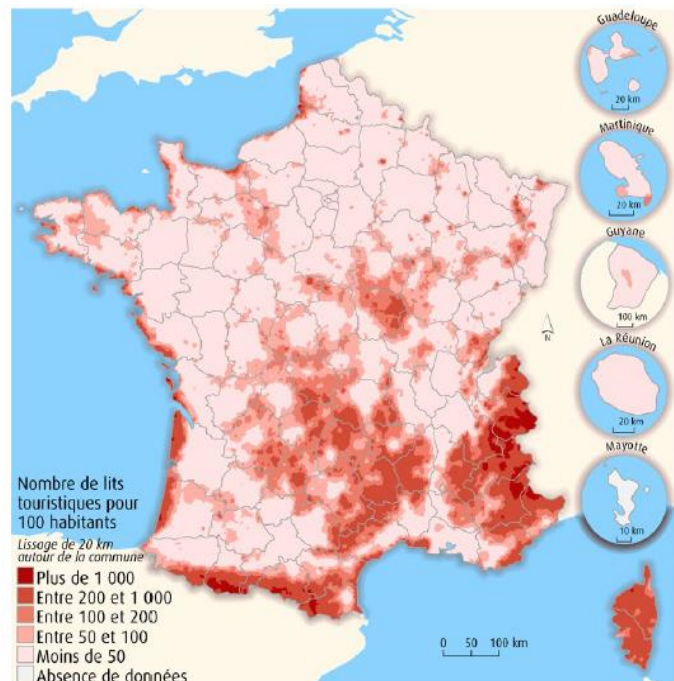 Guadeloupe
20 km
Martinique
20 km
Guyane
100 km
La Réunion
20 km
Mayotte
10 km
N
Nombre de lits
touristiques pour
100 habitants
Lissage de 20 km
autour de la commune
Plus de 1 000
Entre 200 et 1 000
Entre 100 et 200
Entre 50 et 100
Moins de 50
Absence de données
0 50 100 km